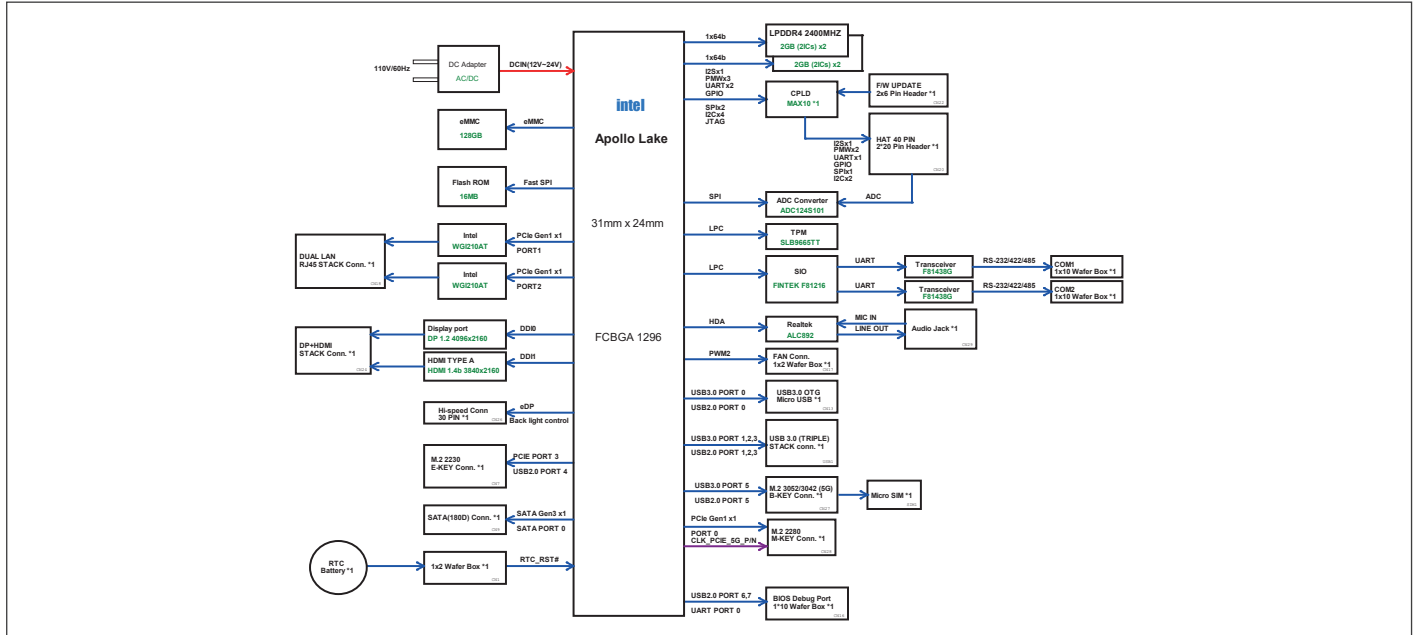 110V/60Hz
DC Adapter
AC/DC
DCIN(12V~24V)
eMMC
128GB
eMMC
Flash ROM
16MB
Fast SPI
DUAL LAN
RJ45 STACK Conn. *1
Intel
WGI210AT
PCIe Gen1 x1
PORT1
Intel
WGI210AT
PCIe Gen1 x1
PORT2
DP+HDMI
STACK Conn. *1
Display port
DP 1.2 4096x2160
DDI0
HDMI TYPE A
HDMI 1.4b 3840x2160
DDI1
Hi-speed Conn
30 PIN *1
eDP
Back light control
M.2 2230
E-KEY Conn. *1
PCIE PORT 3
USB2.0 PORT 4
SATA(180D) Conn. *1
SATA Gen3 x1
SATA PORT 0
RTC
Battery *1
1x2 Wafer Box *1
RTC_RST#
intel
Apollo Lake
31mm x 24mm
FCBGA 1296
1x64b
LPDDR4 2400MHZ
2GB (2ICs) x2
1x64b
2GB (2ICs) x2
I2Sx1
PMWx3
UARTx2
GPIO
SPIx2
I2Cx4
JTAG
CPLD
MAX10 *1
F/W UPDATE
2x6 Pin Header *1
I2Sx1
PMWx2
UARTx1
GPIO
SPIx1
I2Cx2
HAT 40 PIN
2*20 Pin Header *1
SPI
ADC Converter
ADC124S101
ADC
LPC
TPM
SLB9665TT
LPC
SIO
FINTEK F81216
UART
Transceiver
F81438G
RS-232/422/485
COM1
1x10 Wafer Box *1
UART
Transceiver
F81438G
RS-232/422/485
COM2
1x10 Wafer Box *1
HDA
Realtek
ALC892
MIC IN
LINE OUT
Audio Jack *1
PWM2
FAN Conn.
1x2 Wafer Box *1
USB3.0 PORT 0
USB2.0 PORT 0
USB3.0 OTG
Micro USB *1
USB3.0 PORT 1,2,3
USB2.0 PORT 1,2,3
USB 3.0 (TRIPLE)
STACK conn. *1
USB3.0 PORT 5
USB2.0 PORT 5
M.2 3052/3042 (5G)
B-KEY Conn. *1
Micro SIM *1
PCIe Gen1 x1
PORT 0
CLK_PCIE_5G_P/N
M.2 2280
M-KEY Conn. *1
USB2.0 PORT 6,7
UART PORT 0
BIOS Debug Port
1*10 Wafer Box *1